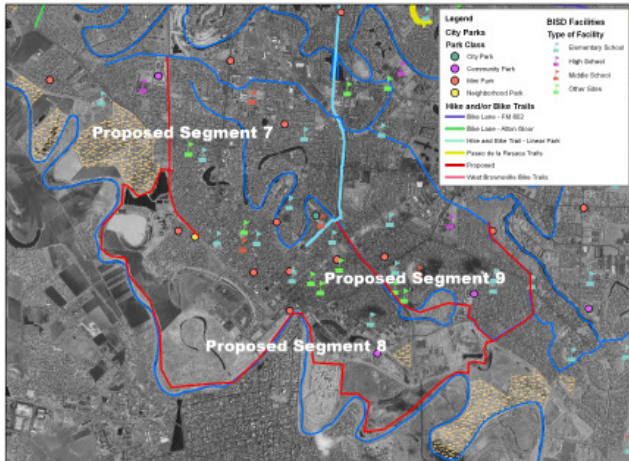 Legend
City Parks
Park Class
City Park
Community Park
Mini Park
Neighborhood Park
Hike and/or Bike Trails
Bike Lane - FM 802
Bike Lane - Alton Gloor
Hike and Bike Trail - Linear Park
Paseo de la Resaca Trails
Proposed
West Brownsville Bike Trails
BISD Facilities
Type of Facility
Elementary School
High School
Middle School
Other Sites
Proposed Segment 7
Proposed Segment 9
Proposed Segment 8